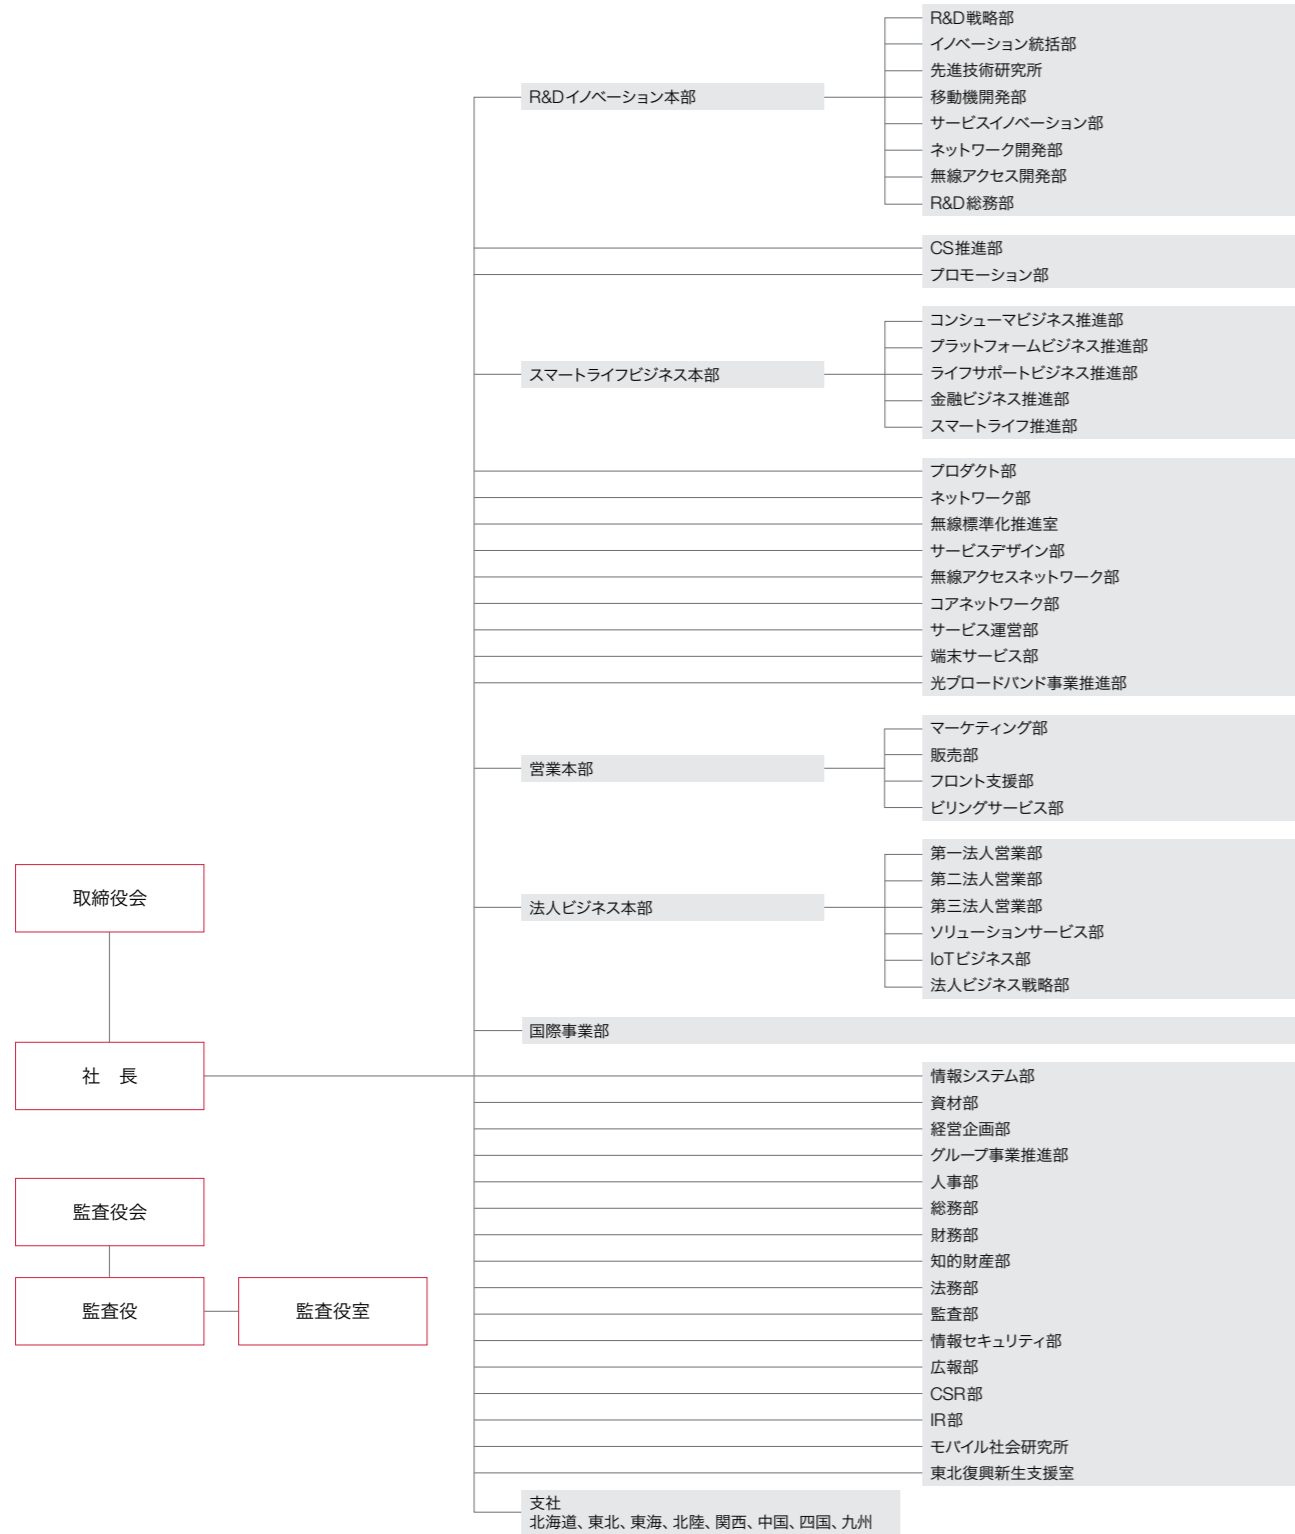 取締役会
社 長
監査役会
監査役
監査役室
R&Dイノベーション本部
R&D戦略部
イノベーション統括部
先進技術研究所
移動機開発部
サービスイノベーション部
ネットワーク開発部
無線アクセス開発部
R&D総務部
CS推進部
プロモーション部
スマートライフビジネス本部
コンシューマビジネス推進部
プラットフォームビジネス推進部
ライフサポートビジネス推進部
金融ビジネス推進部
スマートライフ推進部
プロダクト部
ネットワーク部
無線標準化推進室
サービスデザイン部
無線アクセスネットワーク部
コアネットワーク部
サービス運営部
端末サービス部
光ブロードバンド事業推進部
営業本部
マーケティング部
販売部
フロント支援部
ビリングサービス部
法人ビジネス本部
第一法人営業部
第二法人営業部
第三法人営業部
ソリューションサービス部
IoTビジネス部
法人ビジネス戦略部
国際事業部
情報システム部
資材部
経営企画部
グループ事業推進部
人事部
総務部
財務部
知的財産部
法務部
監査部
情報セキュリティ部
広報部
CSR部
IR部
モバイル社会研究所
東北復興新生支援室
支社
北海道、東北、東海、北陸、関西、中国、四国、九州